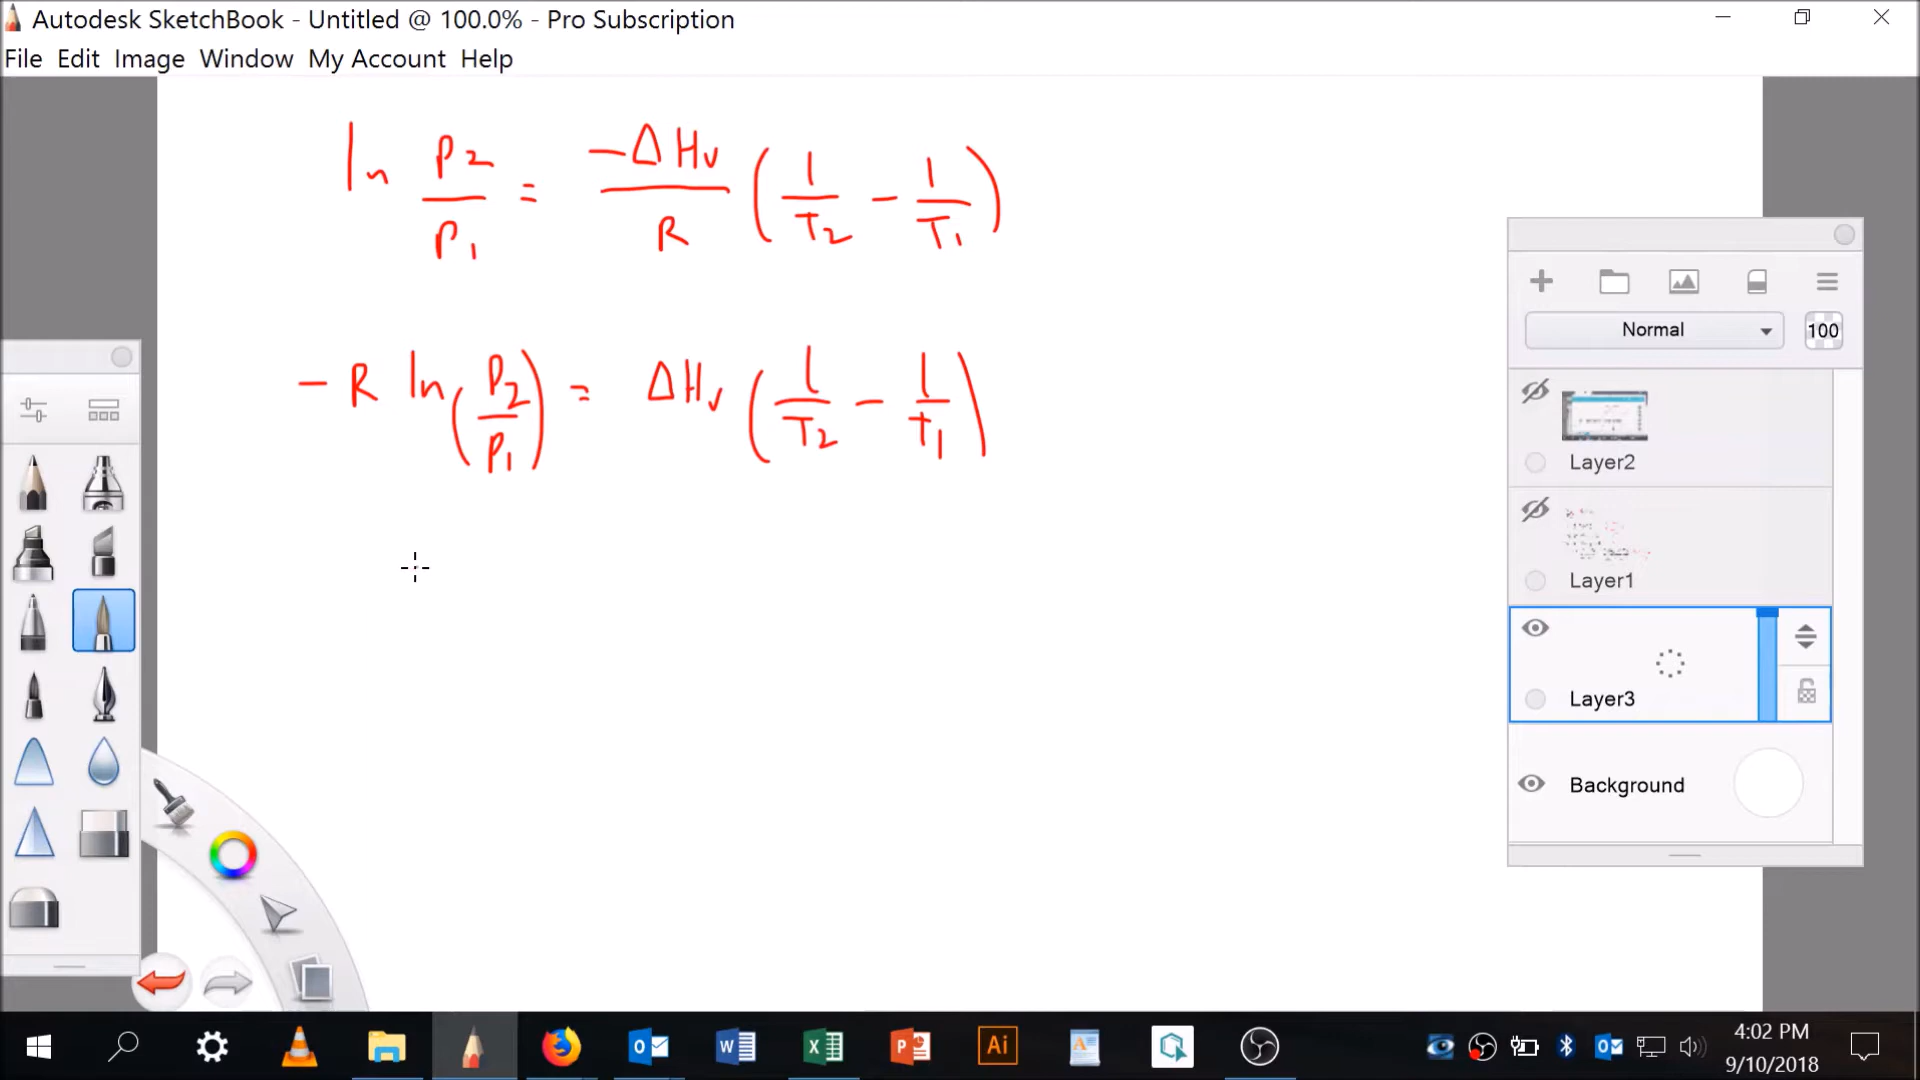 Autodesk SketchBook - Untitled @ 100.0% - Pro Subscription
File Edit Image Window My Account Help
ln P2/P1 = -ΔHv/R (1/T2 - 1/T1)
- R ln (P2/P1) = ΔHv (1/T2 - 1/T1)
Normal 100
Layer2
Layer1
Layer3
Background
4:02 PM
9/10/2018